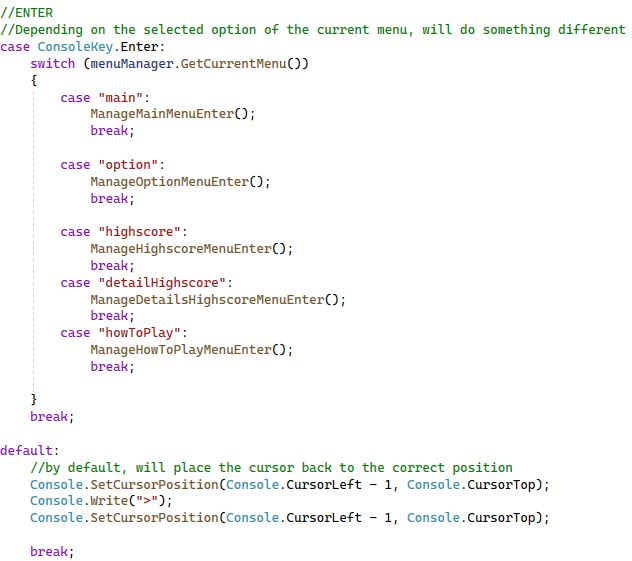 //ENTER
//Depending on the selected option of the current menu, will do something different
case ConsoleKey.Enter:
    switch (menuManager.GetCurrentMenu())
    {
        case "main":
            ManageMainMenuEnter();
            break;

        case "option":
            ManageOptionMenuEnter();
            break;

        case "highscore":
            ManageHighscoreMenuEnter();
            break;
        case "detailHighscore":
            ManageDetailsHighscoreMenuEnter();
            break;
        case "howToPlay":
            ManageHowToPlayMenuEnter();
            break;

    }
    break;

default:
    //by default, will place the cursor back to the correct position
    Console.SetCursorPosition(Console.CursorLeft - 1, Console.CursorTop);
    Console.Write(">");
    Console.SetCursorPosition(Console.CursorLeft - 1, Console.CursorTop);

    break;